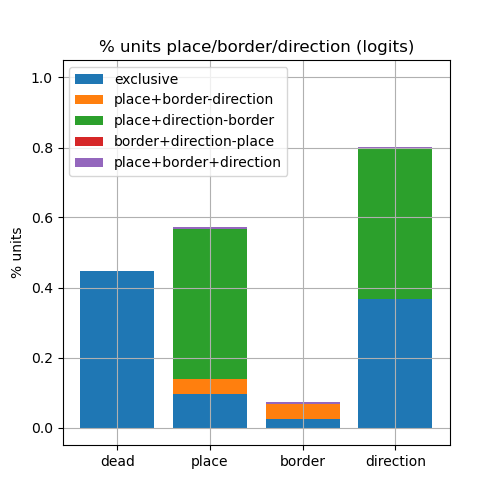 % units place/border/direction (logits)
exclusive
place+border-direction
place+direction-border
border+direction-place
place+border+direction
1.0
0.8
0.6
0.4
0.2
0.0
% units
dead place border direction